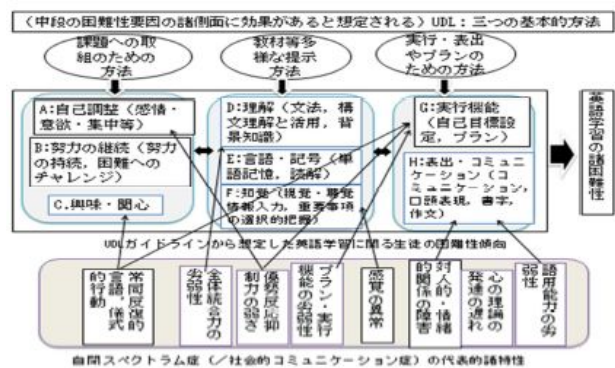 (中段の困難性要因の諸側面に効果があると想定される)UDL:三つの基本的方法
課題への取
組のための
方法
教材等多
様な提示
方法
実行・表出
やプランの
ための方法
A:自己調整(感情・
意欲・集中等)
B:努力の継続(努力
の持続,困難への
チャレンジ)
C.興味・関心
D:理解(文法,構
文理解と活用,背
景知識)
E:言語・記号(単
語記憶,読解)
F:知覚(視覚・聴覚
情報入力,重要事項
の選択的把握)
G:実行機能
(自己目標設
定,プラン)
H:表出・コミュ
ニケーション(コ
ミュニケーション,
口頭表現,書字,
作文)
英語学習の諸困難性
UDLガイドラインから想定した英語学習に関る生徒の困難性傾向
常同反復的
言語,儀式
的行動
全体統合力の
劣弱性
優勢反応抑
制力の弱さ
プラン・実行
機能の劣弱性
感覚の異常
対人的・情緒
的関係の障害
心の理論の
発達の遅れ
語用能力の劣
弱性
自閉スペクトラム症(/社会的コミュニケーション症)の代表的諸特性